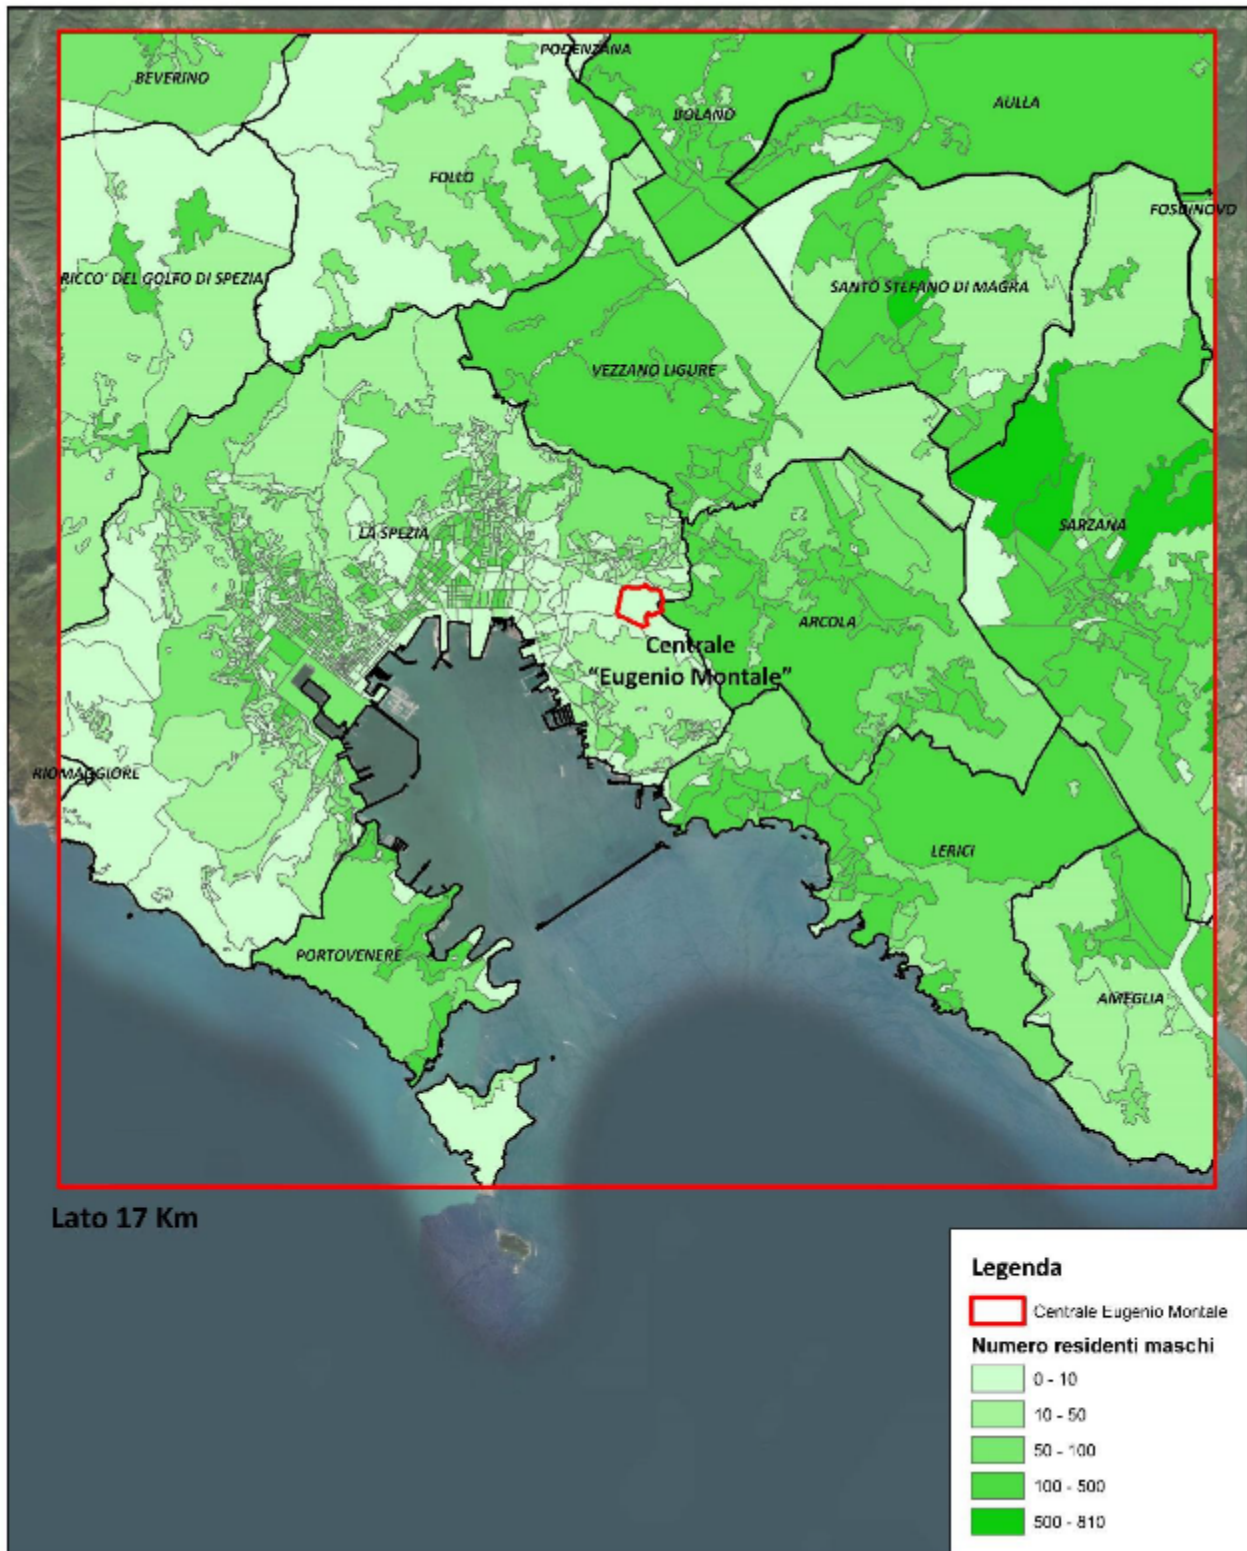 PODENZANA
BEVERINO
AULLA
BOLANO
FOLLO
FOSDINOVO
RICCO' DEL GOLFO DI SPEZIA
SANTO STEFANO DI MAGRA
VEZZANO LIGURE
SARZANA
LA SPEZIA
ARCOLA
Centrale
"Eugenio Montale"
RIOMAGGIORE
LERICI
PORTOVENERE
AMEGLIA
Lato 17 Km
Legenda
Centrale Eugenio Montale
Numero residenti maschi
0 - 10
10 - 50
50 - 100
100 - 500
500 - 810